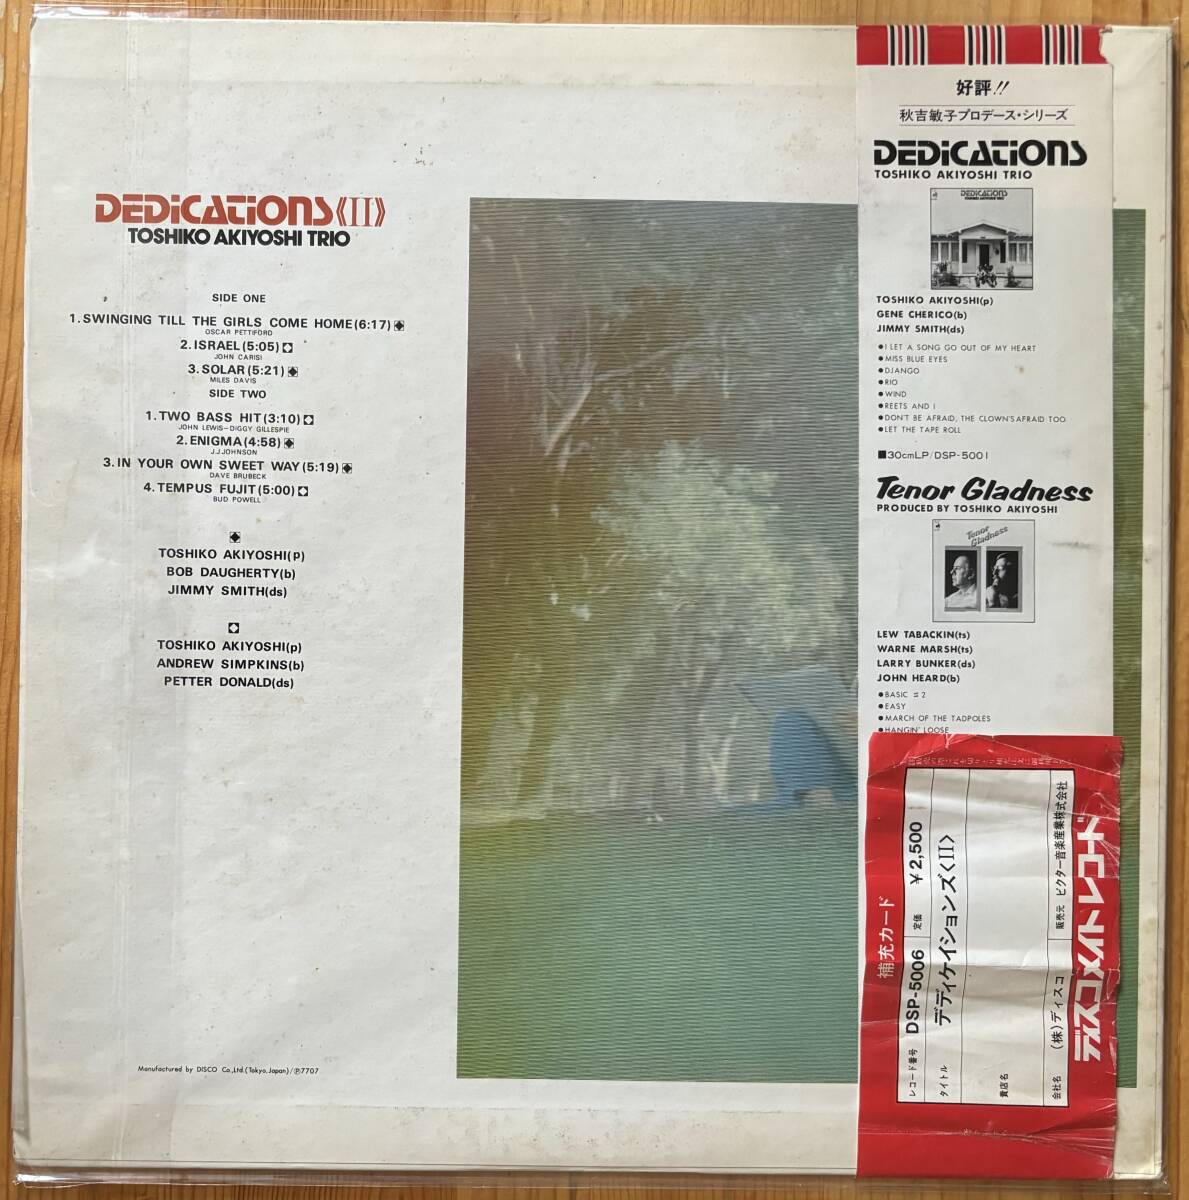 DEDiCATiONS《II》
TOSHIKO AKIYOSHI TRIO
SIDE ONE
1. SWINGING TILL THE GIRLS COME HOME(6:17)
OSCAR PETTIFORD
2. ISRAEL(5:05)
JOHN CARISI
3. SOLAR(5:21)
MILES DAVIS
SIDE TWO
1. TWO BASS HIT(3:10)
JOHN LEWIS-DIGGY GILLESPIE
2. ENIGMA(4:58)
J.J.JOHNSON
3. IN YOUR OWN SWEET WAY(5:19)
DAVE BRUBECK
4. TEMPUS FUJIT(5:00)
BUD POWELL
TOSHIKO AKIYOSHI(p)
BOB DAUGHERTY(b)
JIMMY SMITH(ds)
TOSHIKO AKIYOSHI(p)
ANDREW SIMPKINS(b)
PETTER DONALD(ds)
Manufactured by DISCO Co,.Ltd.(Tokyo,Japan)/Ⓟ7707
好評!!
秋吉敏子プロデース・シリーズ
DEDiCATiONS
TOSHIKO AKIYOSHI TRIO
DEDiCATiONS
TOSHIKO AKIYOSHI TRIO
TOSHIKO AKIYOSHI(p)
GENE CHERICO(b)
JIMMY SMITH(ds)
●I LET A SONG GO OUT OF MY HEART
●MISS BLUE EYES
●DJANGO
●RIO
●WIND
●REETS AND I
●DON'T BE AFRAID, THE CLOWN'S AFRAID TOO
●LET THE TAPE ROLL
■30cmLP/DSP-5001
Tenor Gladness
PRODUCED BY TOSHIKO AKIYOSHI
Tenor
Gladness
LEW TABACKIN(ts)
WARNE MARSH(ts)
LARRY BUNKER(ds)
JOHN HEARD(b)
●BASIC #2
●EASY
●MARCH OF THE TADPOLES
●HANGIN' LOOSE
補充カード
レコード番号 DSP-5006 定価 ¥2,500
タイトル デディケイションズ〈II〉
貴店名
会社名 (株)ディスコ 販売元 ビクター音楽産業株式会社
ディスコメイトレコード